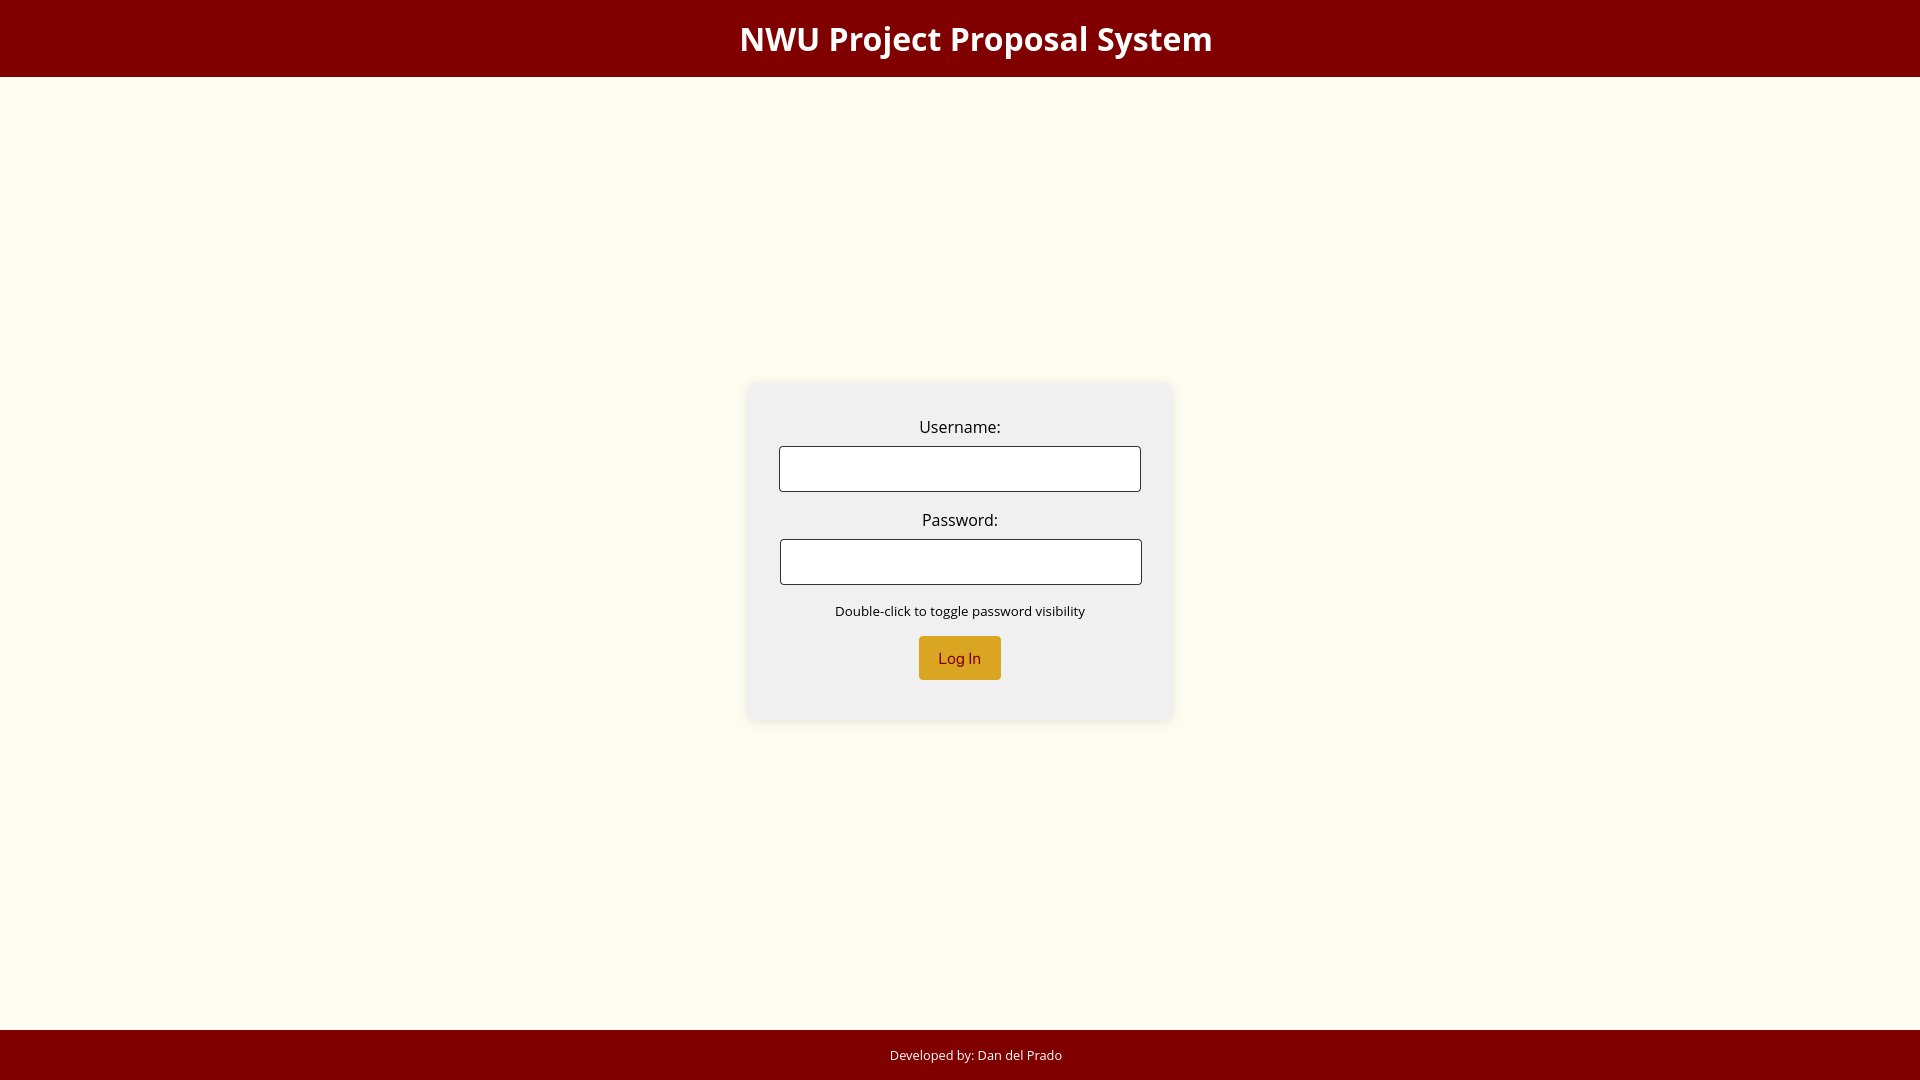 NWU Project Proposal System
Username:
Password:
Double-click to toggle password visibility
Log In
Developed by: Dan del Prado